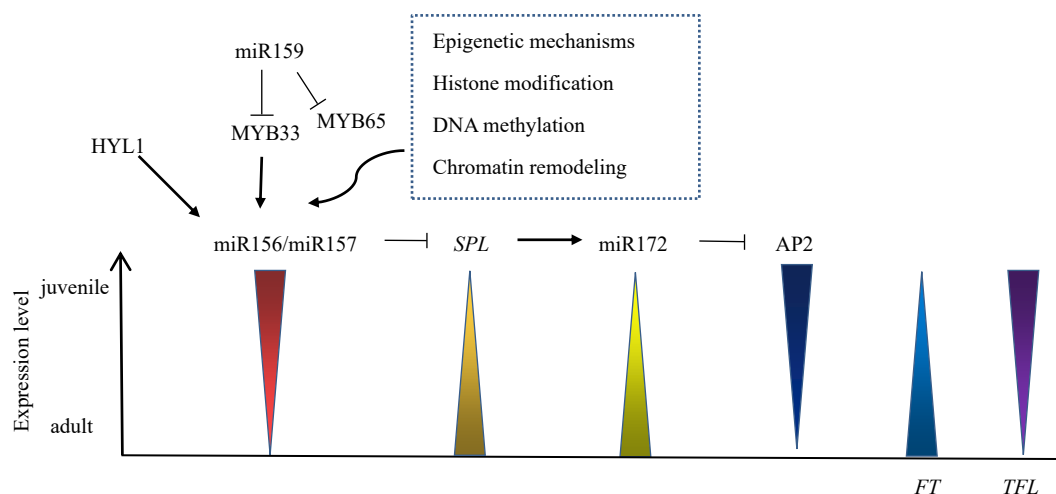 Epigenetic mechanisms
miR159
Histone modification
DNA methylation
MYB65
MYB33
HYL1
Chromatin remodeling
miR156/miR157
SPL
miR172
AP2
juvenile
Expression level
adult
FT
TFL